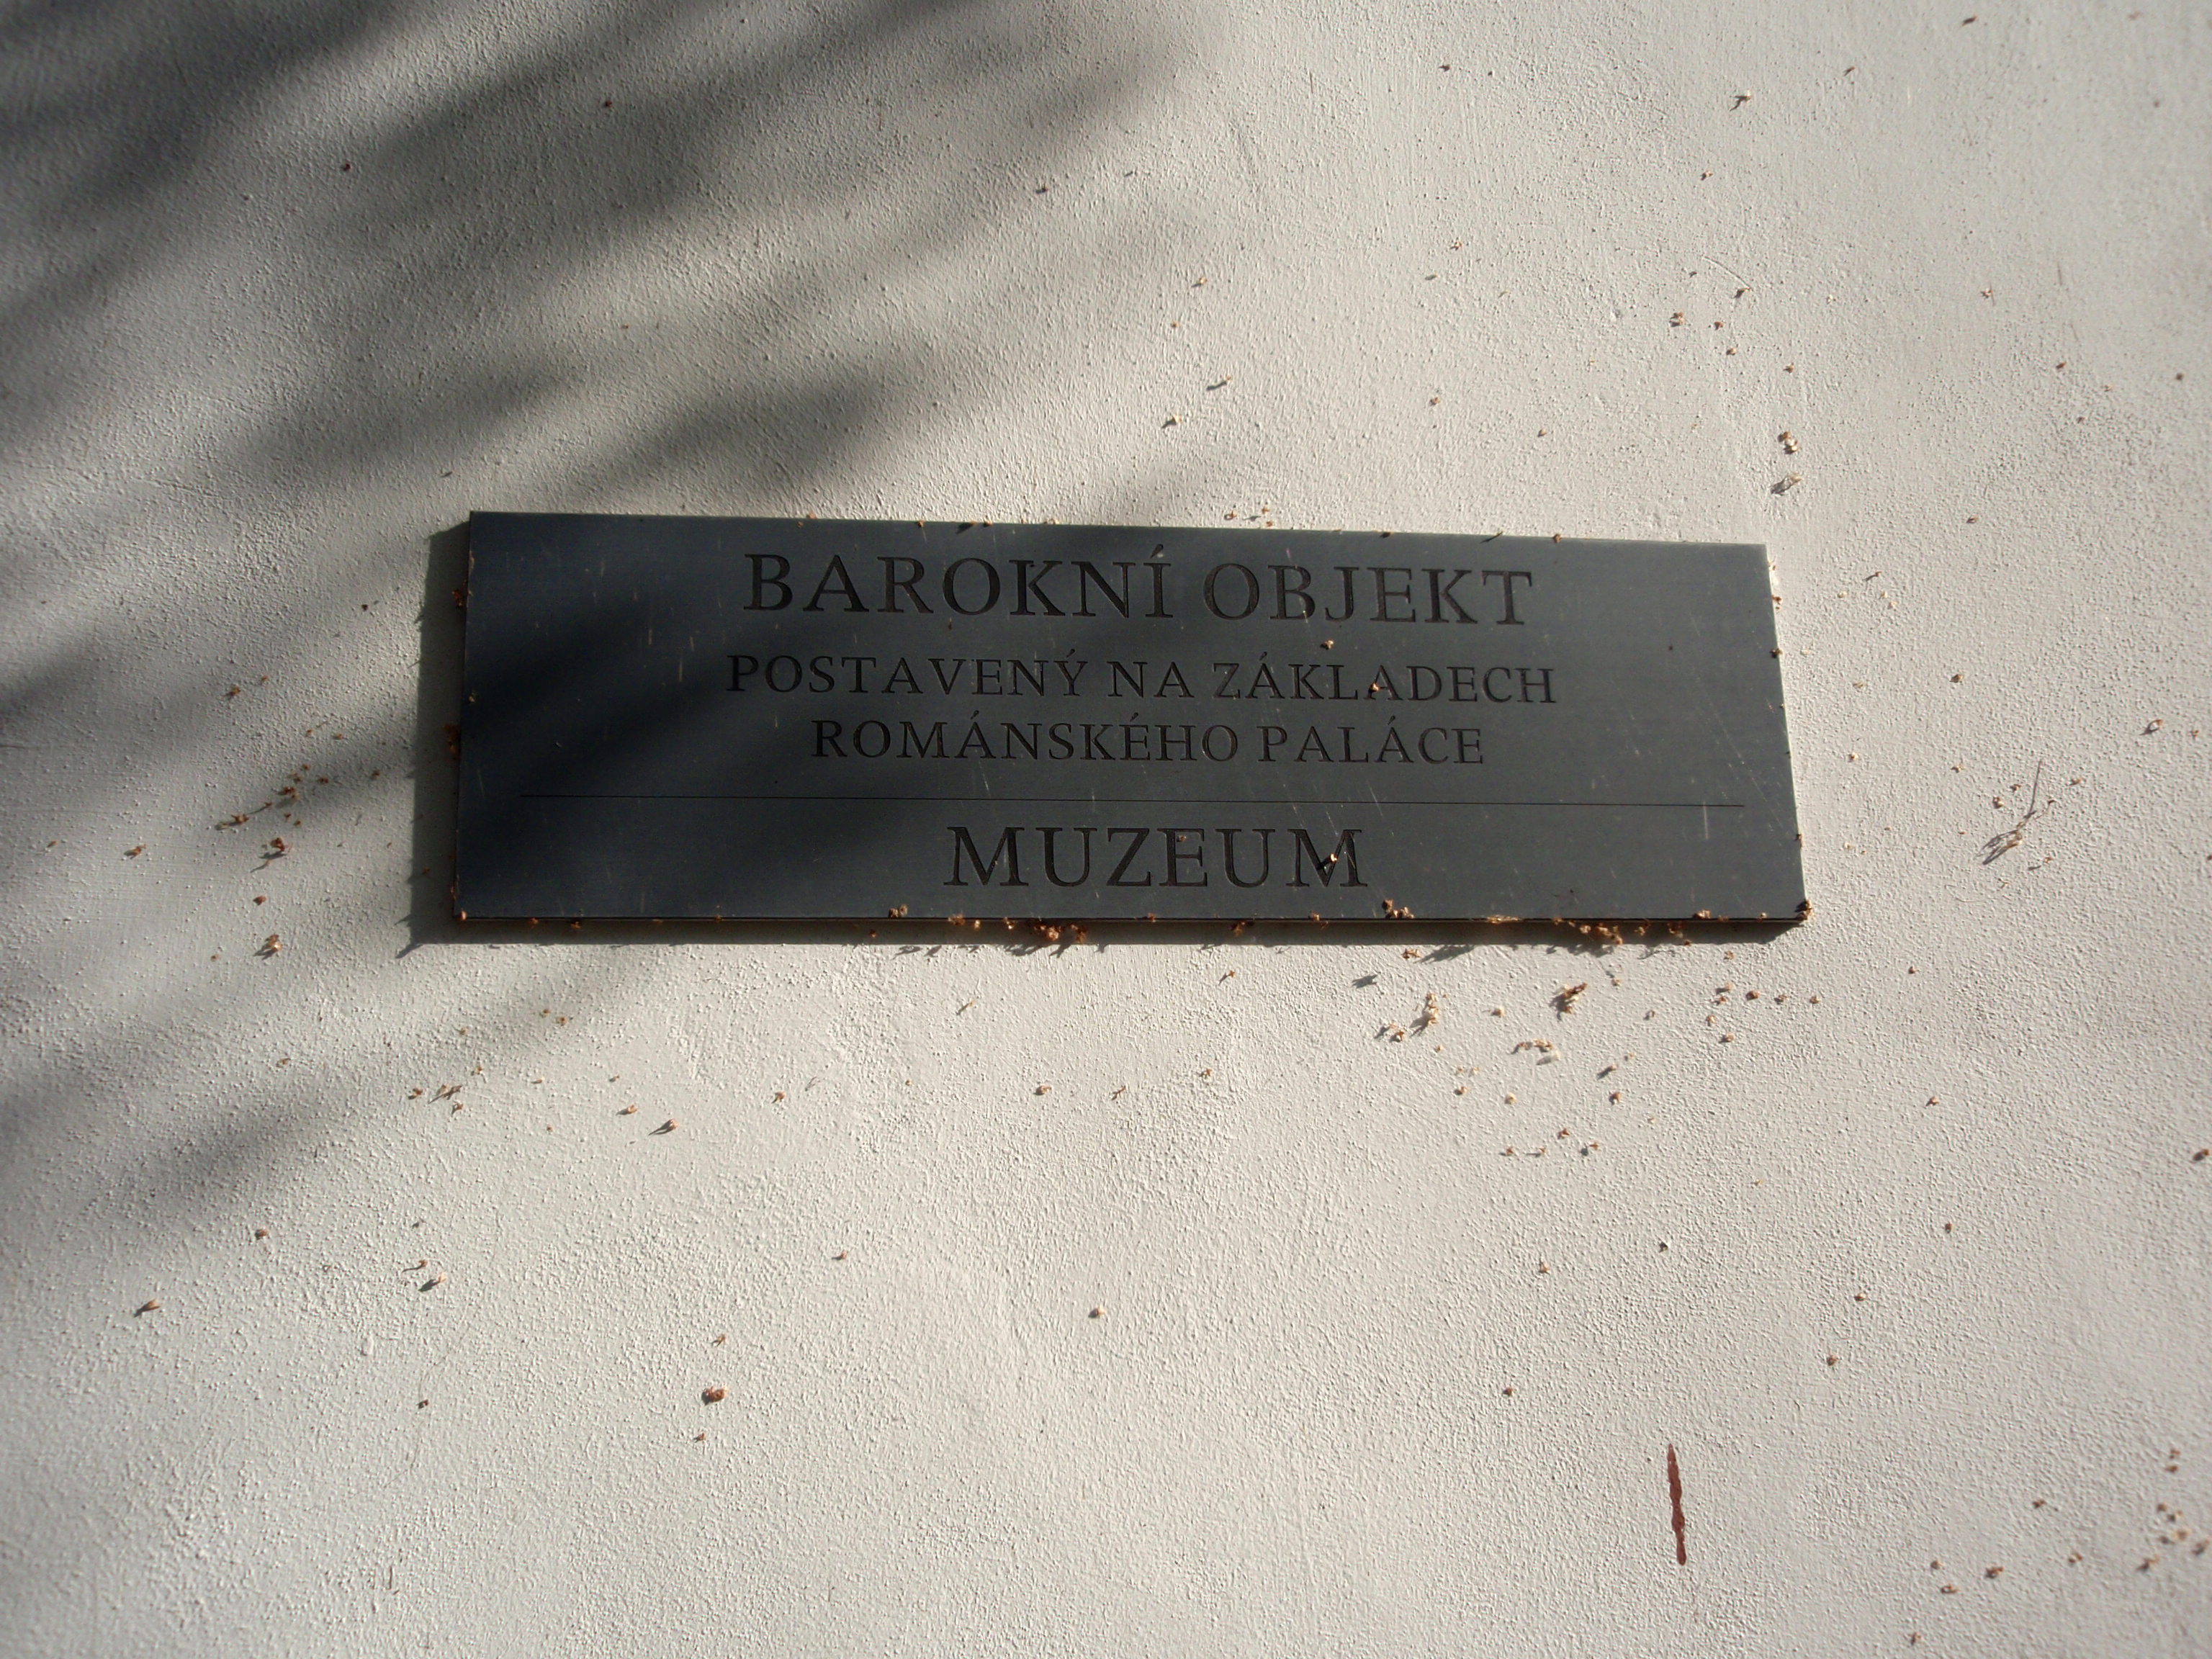 BAROKNÍ OBJEKT
POSTAVENÝ NA ZÁKLADECH
ROMÁNSKÉHO PALÁCE
MUZEUM